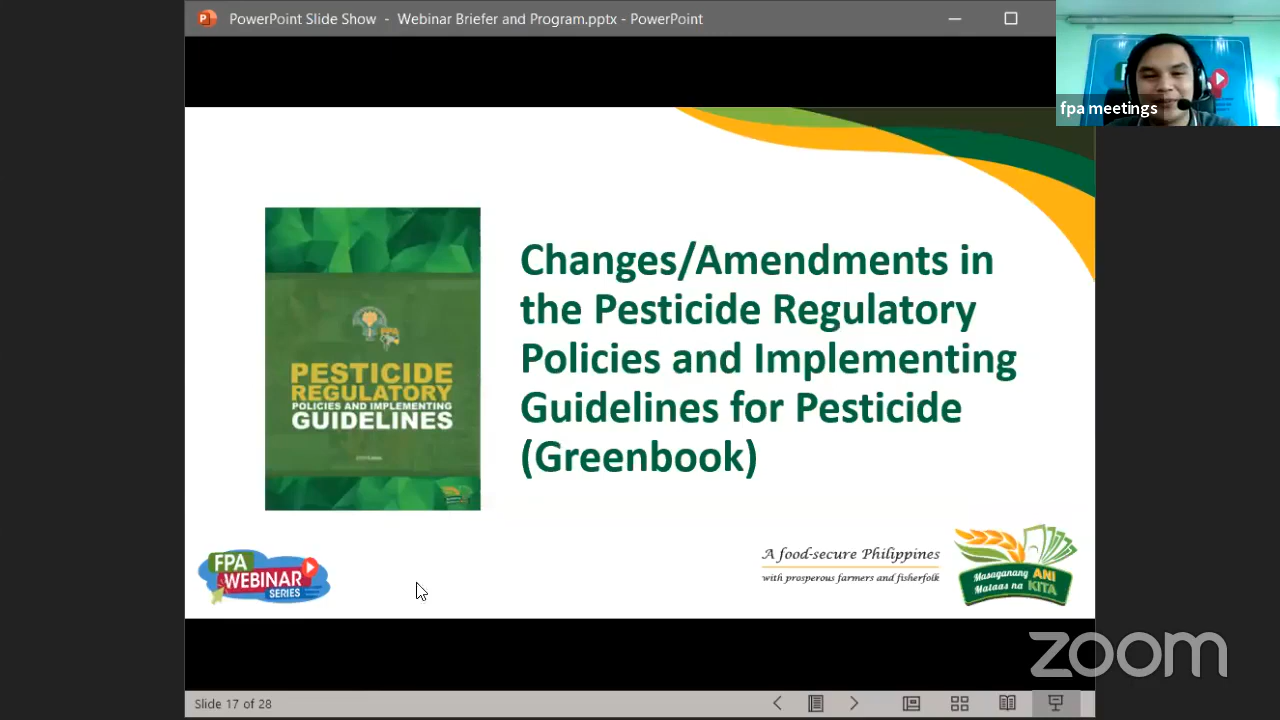 PowerPoint Slide Show - Webinar Briefer and Program.pptx - PowerPoint
fpa meetings
PESTICIDE
REGULATORY
POLICIES AND IMPLEMENTING
GUIDELINES
Changes/Amendments in
the Pesticide Regulatory
Policies and Implementing
Guidelines for Pesticide
(Greenbook)
FPA
WEBINAR
SERIES
A food-secure Philippines
with prosperous farmers and fisherfolk
Masaganang ANI
Mataas na KITA
zoom
Slide 17 of 28